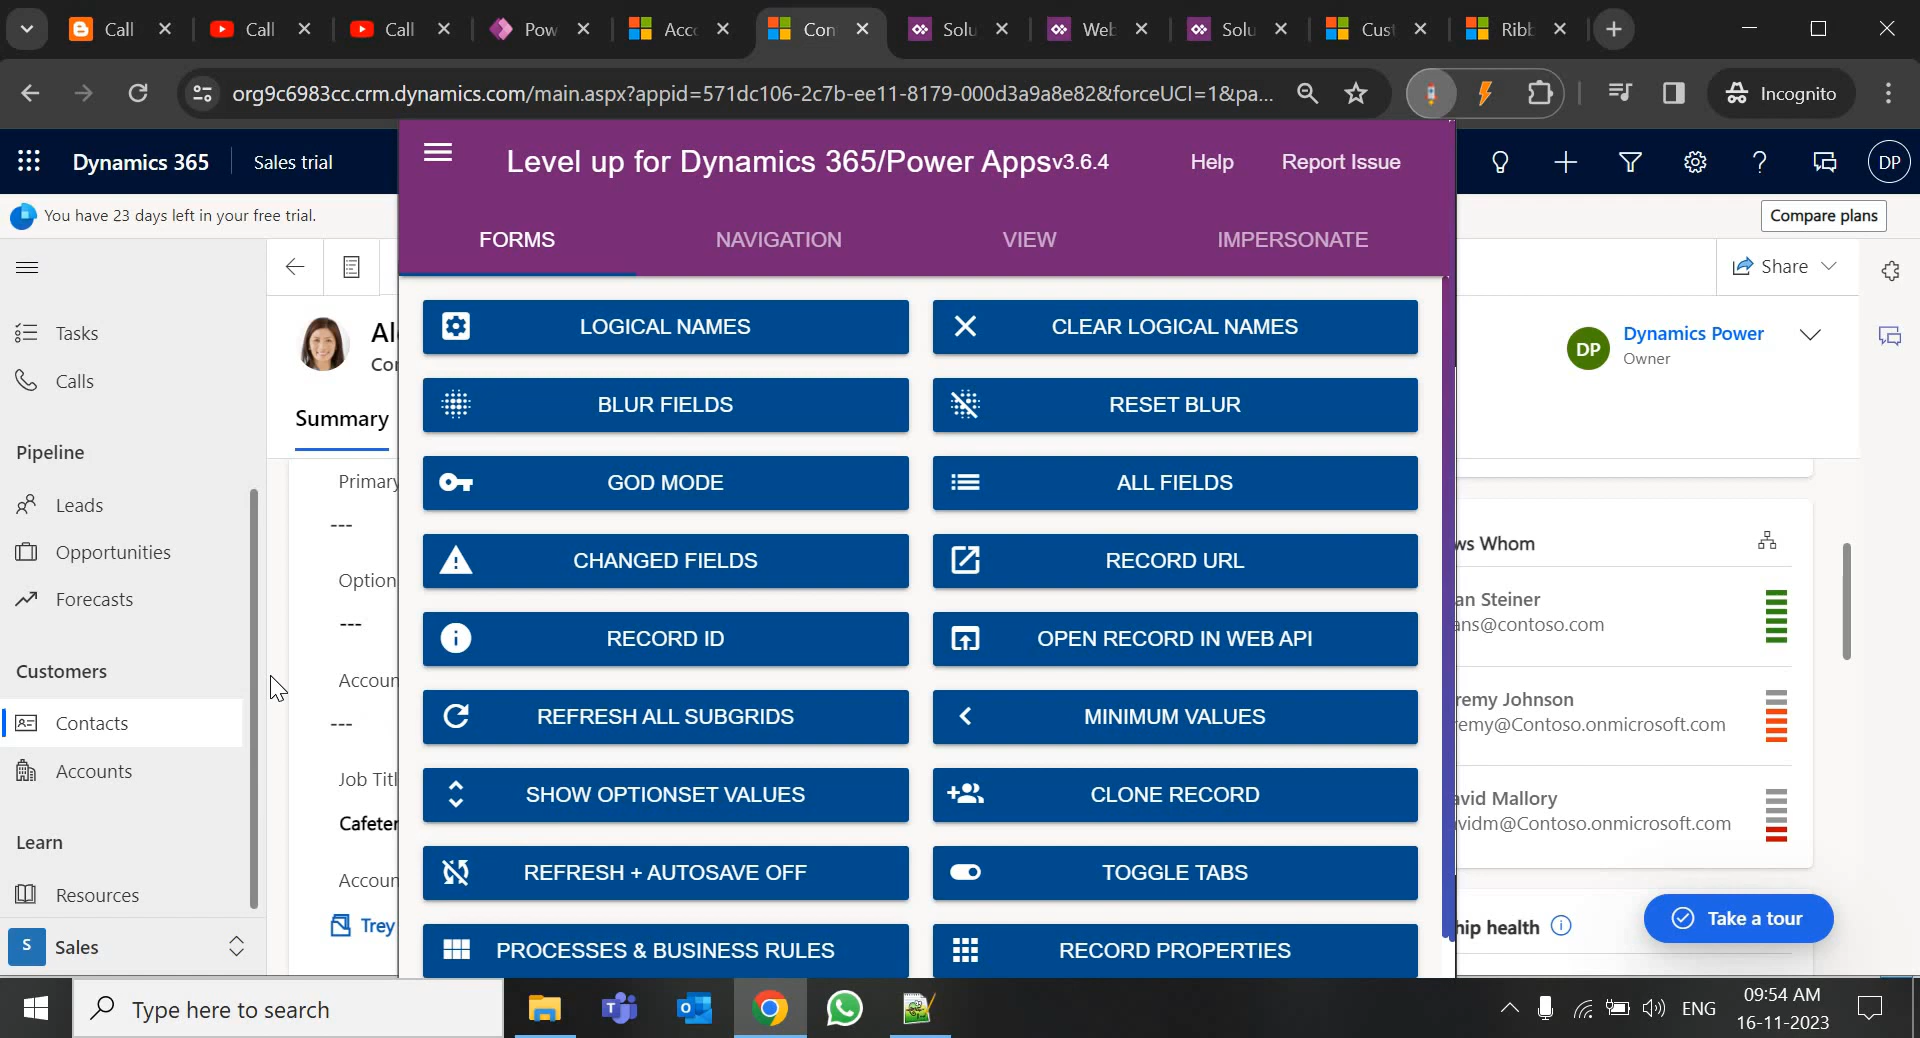 Call
Call
Call
Pow
Acc
Con
Solu
Web
Solu
Cus
Ribb
org9c6983cc.crm.dynamics.com/main.aspx?appid=571dc106-2c7b-ee11-8179-000d3a9a8e82&forceUCI=1&pa...
Incognito
Dynamics 365
Sales trial
Level up for Dynamics 365/Power Apps v3.6.4
Help
Report Issue
DP
You have 23 days left in your free trial.
Compare plans
FORMS
NAVIGATION
VIEW
IMPERSONATE
Share
Tasks
Calls
Pipeline
Leads
Opportunities
Forecasts
Customers
Contacts
Accounts
Learn
Resources
S
Sales
Al
Co
Summary
Primary
---
Option
---
Accoun
---
Job Titl
Cafeter
Accoun
Trey
LOGICAL NAMES
CLEAR LOGICAL NAMES
BLUR FIELDS
RESET BLUR
GOD MODE
ALL FIELDS
CHANGED FIELDS
RECORD URL
RECORD ID
OPEN RECORD IN WEB API
REFRESH ALL SUBGRIDS
MINIMUM VALUES
SHOW OPTIONSET VALUES
CLONE RECORD
REFRESH + AUTOSAVE OFF
TOGGLE TABS
PROCESSES & BUSINESS RULES
RECORD PROPERTIES
DP
Dynamics Power
Owner
ws Whom
an Steiner
ans@contoso.com
remy Johnson
emy@Contoso.onmicrosoft.com
avid Mallory
vidm@Contoso.onmicrosoft.com
hip health
Take a tour
Type here to search
ENG
09:54 AM
16-11-2023